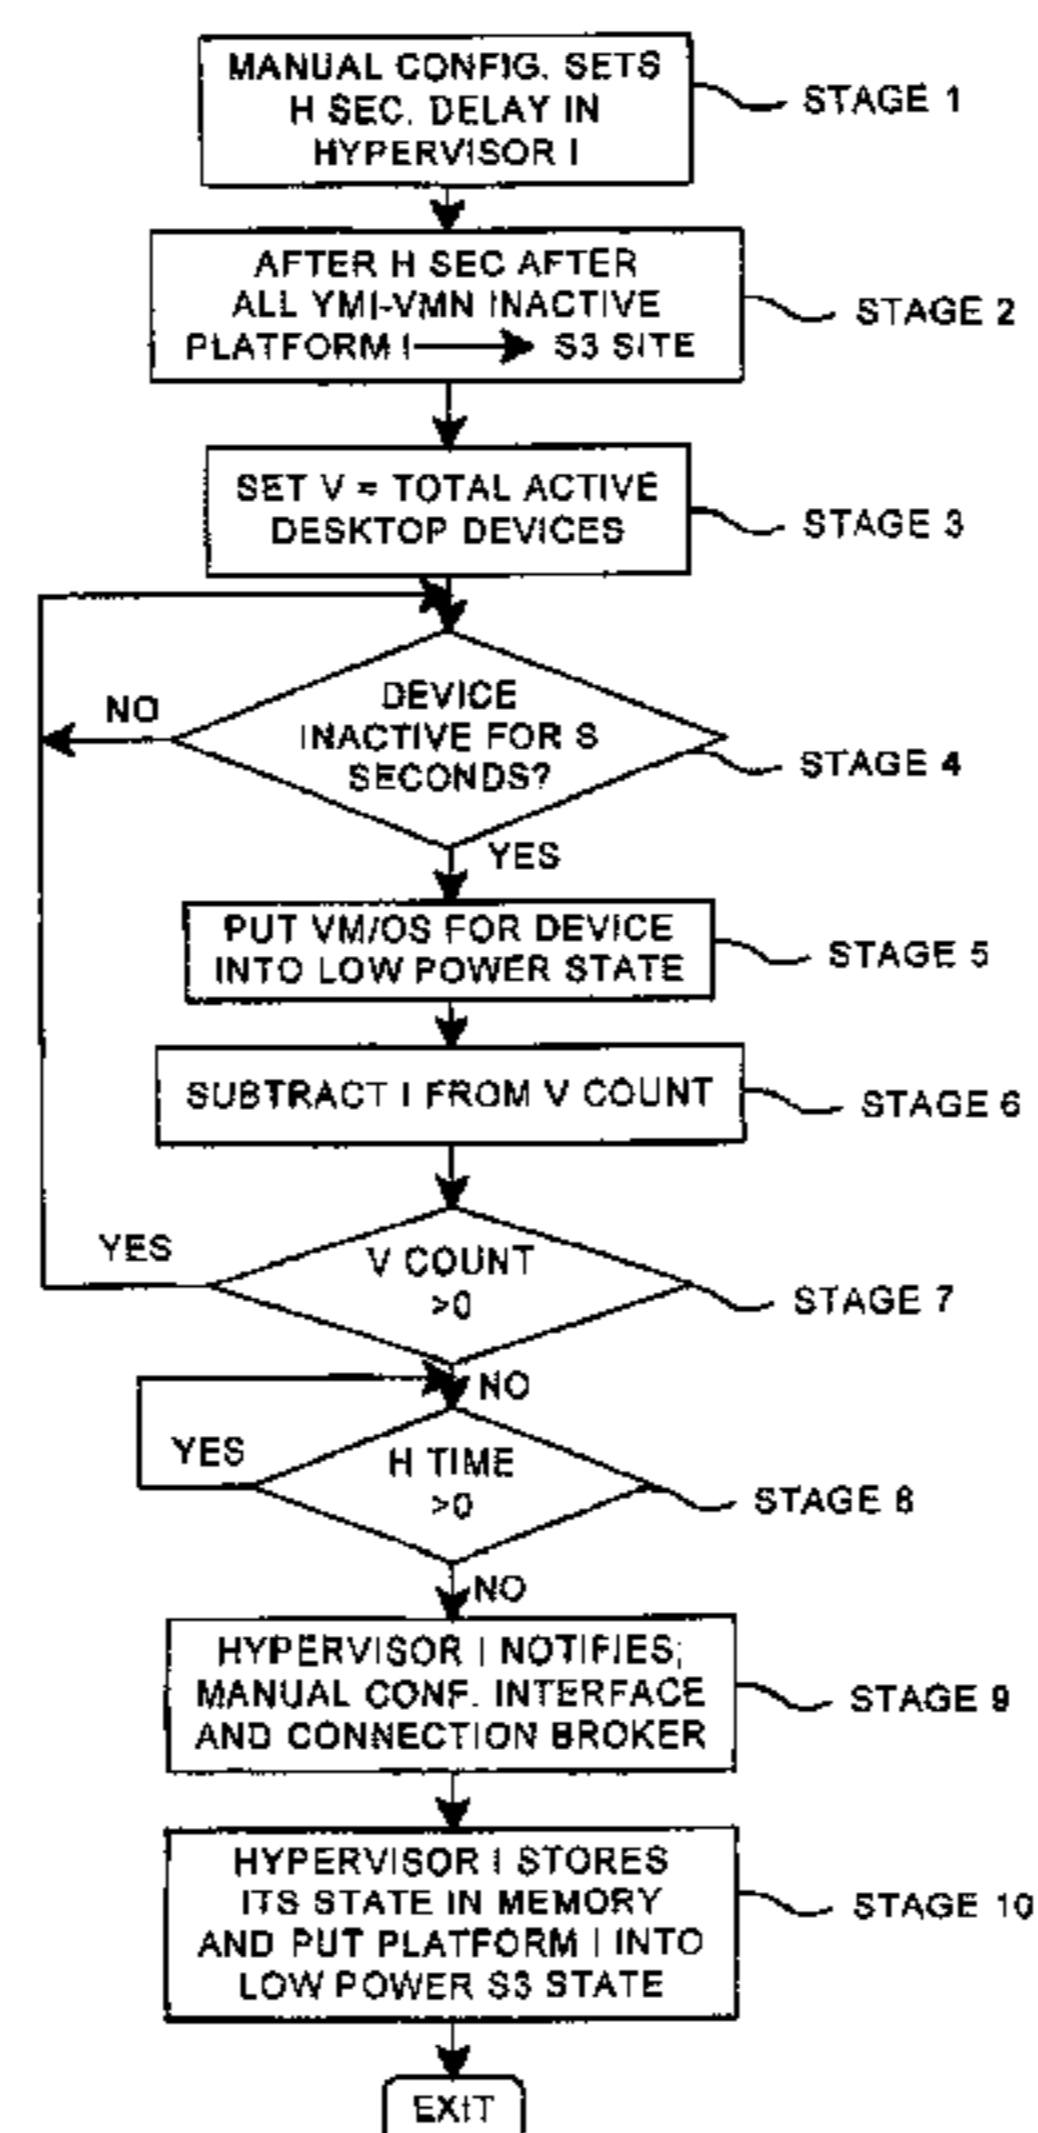 MANUAL CONFIG. SETS
H SEC. DELAY IN
HYPERVISOR I
STAGE 1
AFTER H SEC AFTER
ALL YMI-VMN INACTIVE
PLATFORM I → S3 SITE
STAGE 2
SET V = TOTAL ACTIVE
DESKTOP DEVICES
STAGE 3
DEVICE
INACTIVE FOR S
SECONDS?
NO
STAGE 4
YES
PUT VM/OS FOR DEVICE
INTO LOW POWER STATE
STAGE 5
SUBTRACT I FROM V COUNT
STAGE 6
YES
V COUNT
>0
STAGE 7
NO
YES
H TIME
>0
STAGE 8
NO
HYPERVISOR I NOTIFIES;
MANUAL CONF. INTERFACE
AND CONNECTION BROKER
STAGE 9
HYPERVISOR I STORES
ITS STATE IN MEMORY
AND PUT PLATFORM I INTO
LOW POWER S3 STATE
STAGE 10
EXIT